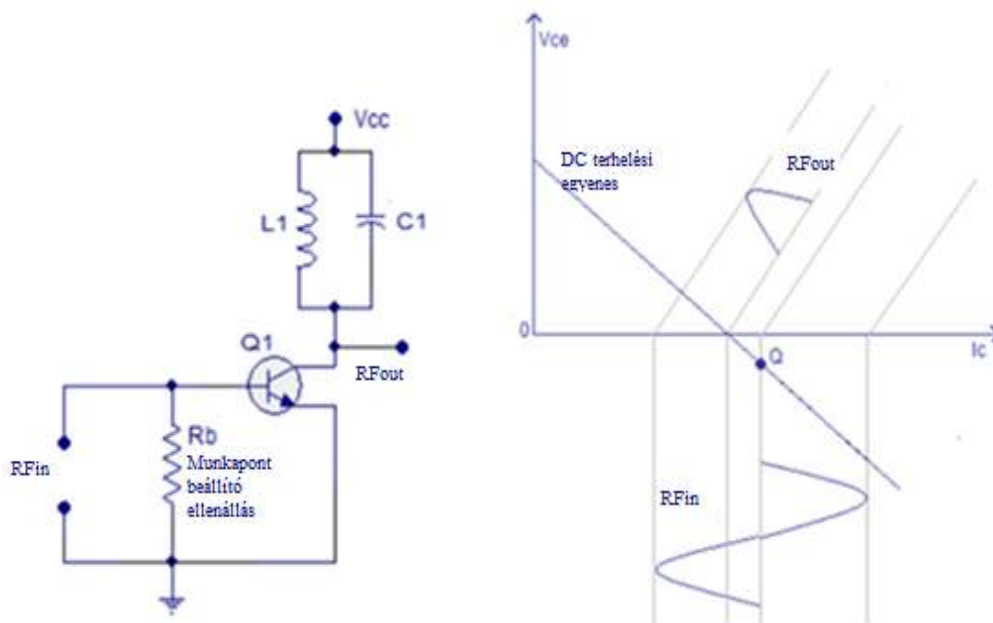 Vcc
L1
C1
Q1
RFout
RFin
Rb
Munkapont
beállító
ellenállás
Vce
DC terhelési
egyenes
RFout
0
Ic
Q
RFin